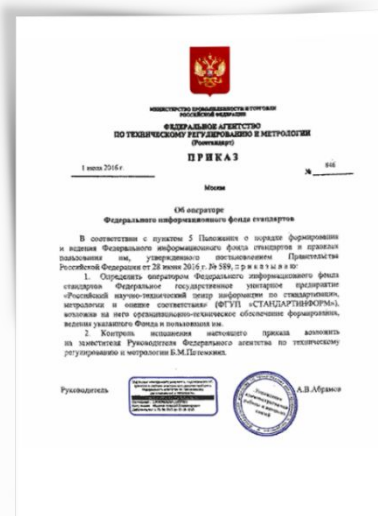 МИНИСТЕРСТВО ПРОМЫШЛЕННОСТИ И ТОРГОВЛИ
РОССИЙСКОЙ ФЕДЕРАЦИИ
ФЕДЕРАЛЬНОЕ АГЕНТСТВО
ПО ТЕХНИЧЕСКОМУ РЕГУЛИРОВАНИЮ И МЕТРОЛОГИИ
(Росстандарт)
ПРИКАЗ
1 июля 2016 г. № 846
Москва
Об операторе
Федерального информационного фонда стандартов
В соответствии с пунктом 5 Положения о порядке формирования
и ведения Федерального информационного фонда стандартов и правилах
пользования им, утвержденного постановлением Правительства
Российской Федерации от 28 июня 2016 г. № 589, приказываю:
1. Определить оператором Федерального информационного фонда
стандартов Федеральное государственное унитарное предприятие
«Российский научно-технический центр информации по стандартизации,
метрологии и оценке соответствия» (ФГУП «СТАНДАРТИНФОРМ»),
возложив на него организационно-техническое обеспечение формирования,
ведения указанного Фонда и пользования им.
2. Контроль исполнения настоящего приказа возложить
на заместителя Руководителя Федерального агентства по техническому
регулированию и метрологии Б.М.Потемкина.
Руководитель А.В.Абрамов